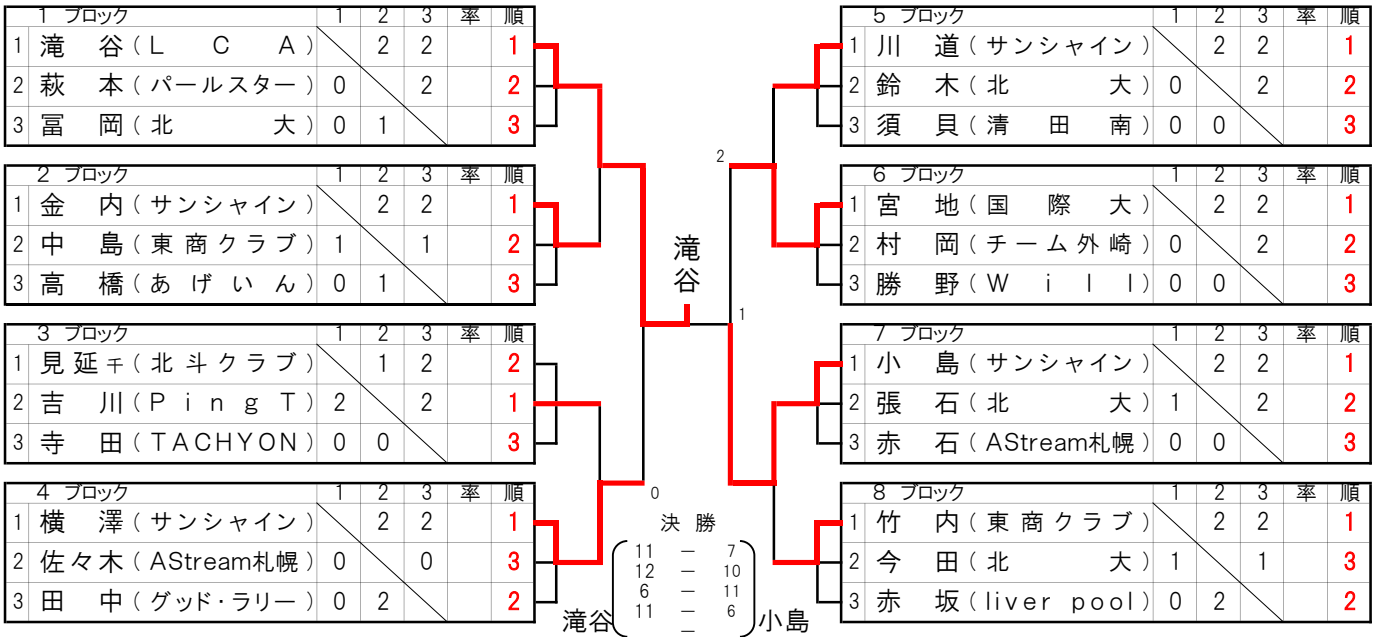 1 ブロック 1 2 3 率 順
1 滝 谷 ( L C A ) 2 2 1
2 萩 本 ( パールスター ) 0 2 2
3 冨 岡 ( 北 大 ) 0 1 3
2 ブロック 1 2 3 率 順
1 金 内 ( サンシャイン ) 2 2 1
2 中 島 ( 東 商 ク ラ ブ ) 1 1 2
3 高 橋 ( あ げ い ん ) 0 1 3
3 ブロック 1 2 3 率 順
1 見 延 ( 北 斗 ク ラ ブ ) 1 2 2
2 吉 川 ( P i n g T ) 2 2 1
3 寺 田 ( TACHYON ) 0 0 3
4 ブロック 1 2 3 率 順
1 横 澤 ( サンシャイン ) 2 2 1
2 佐々木 ( AStream札幌 ) 0 0 3
3 田 中 ( グッド・ラリー ) 0 2 2
滝谷
2
1
0
決 勝
11 － 7
12 － 10
6 － 11
11 － 6
－
滝谷 小島
5 ブロック 1 2 3 率 順
1 川 道 ( サンシャイン ) 2 2 1
2 鈴 木 ( 北 大 ) 0 2 2
3 須 貝 ( 清 田 南 ) 0 0 3
6 ブロック 1 2 3 率 順
1 宮 地 ( 国 際 大 ) 2 2 1
2 村 岡 ( チーム外崎 ) 0 2 2
3 勝 野 ( W i l l ) 0 0 3
7 ブロック 1 2 3 率 順
1 小 島 ( サンシャイン ) 2 2 1
2 張 石 ( 北 大 ) 1 2 2
3 赤 石 ( AStream札幌 ) 0 0 3
8 ブロック 1 2 3 率 順
1 竹 内 ( 東 商 ク ラ ブ ) 2 2 1
2 今 田 ( 北 大 ) 1 1 3
3 赤 坂 ( liver pool ) 0 2 2